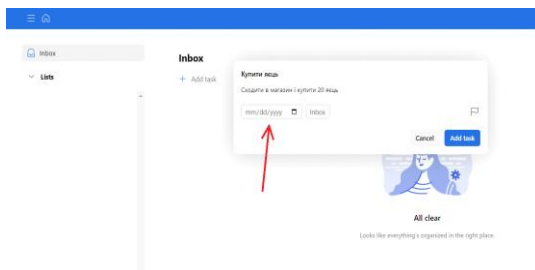 Inbox
Lists
Inbox
+ Add task
Купити яєць
Сходити в магазин і купити 20 яєць
mm/dd/yyyy
Inbox
Cancel
Add task
All clear
Looks like everything's organized in the right place.